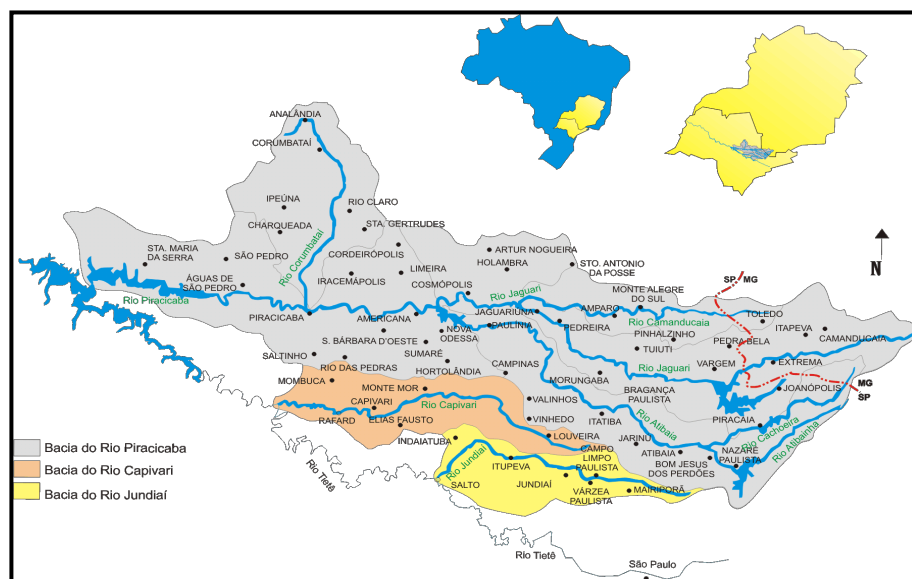 ANALÂNDIA
CORUMBATAÍ
IPEÚNA
RIO CLARO
CHARQUEADA
STA. GERTRUDES
STA. MARIA
DA SERRA
SÃO PEDRO
Rio Corumbataí
CORDEIRÓPOLIS
ARTUR NOGUEIRA
HOLAMBRA
STO. ANTONIO
DA POSSE
SP
MG
N
ÁGUAS DE
SÃO PEDRO
IRACEMÁPOLIS
LIMEIRA
COSMÓPOLIS
Rio Jaguari
MONTE ALEGRE
DO SUL
Rio Piracicaba
PIRACICABA
AMERICANA
JAGUARIÚNA
PAULÍNIA
AMPARO
Rio Camanducaia
TOLEDO
ITAPEVA
CAMANDUCAIA
NOVA
ODESSA
PEDREIRA
PINHALZINHO
PEDRA BELA
S. BÁRBARA D'OESTE
SUMARÉ
TUIUTI
EXTREMA
SALTINHO
RIO DAS PEDRAS
HORTOLÂNDIA
CAMPINAS
MORUNGABA
Rio Jaguari
VARGEM
MG
SP
MOMBUCA
MONTE MOR
VALINHOS
BRAGANÇA
PAULISTA
JOANÓPOLIS
CAPIVARI
Rio Capivari
RAFARD
ELIAS FAUSTO
VINHEDO
ITATIBA
Rio Atibaia
PIRACAIA
Rio Cachoeira
Rio Atibainha
INDAIATUBA
LOUVEIRA
JARINÚ
ATIBAIA
NAZARÉ
PAULISTA
BOM JESUS
DOS PERDÕES
CAMPO
LIMPO
PAULISTA
Rio Jundiaí
ITUPEVA
SALTO
JUNDIAÍ
VÁRZEA
PAULISTA
MAIRIPORÃ
Rio Tietê
Bacia do Rio Piracicaba
Bacia do Rio Capivari
Bacia do Rio Jundiaí
Rio Tietê
São Paulo